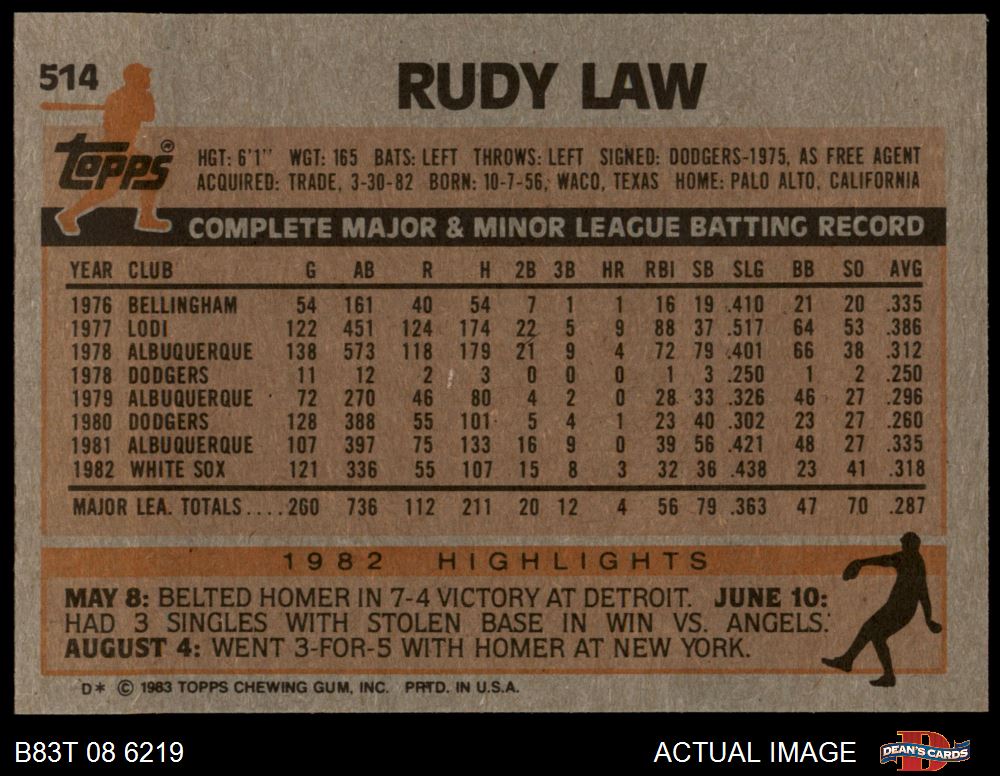 514
RUDY LAW
Topps®
HGT: 6'1" WGT: 165 BATS: LEFT THROWS: LEFT SIGNED: DODGERS-1975, AS FREE AGENT
ACQUIRED: TRADE, 3-30-82 BORN: 10-7-56, WACO, TEXAS HOME: PALO ALTO, CALIFORNIA
COMPLETE MAJOR & MINOR LEAGUE BATTING RECORD
YEAR CLUB G AB R H 2B 3B HR RBI SB SLG BB SO AVG
1976 BELLINGHAM 54 161 40 54 7 1 1 16 19 .410 21 20 .335
1977 LODI 122 451 124 174 22 5 9 88 37 .517 64 53 .386
1978 ALBUQUERQUE 138 573 118 179 21 9 4 72 79 .401 66 38 .312
1978 DODGERS 11 12 2 3 0 0 0 1 3 .250 1 2 .250
1979 ALBUQUERQUE 72 270 46 80 4 2 0 28 33 .326 46 27 .296
1980 DODGERS 128 388 55 101 5 4 1 23 40 .302 23 27 .260
1981 ALBUQUERQUE 107 397 75 133 16 9 0 39 56 .421 48 27 .335
1982 WHITE SOX 121 336 55 107 15 8 3 32 36 .438 23 41 .318
MAJOR LEA. TOTALS.... 260 736 112 211 20 12 4 56 79 .363 47 70 .287
1982 HIGHLIGHTS
MAY 8: BELTED HOMER IN 7-4 VICTORY AT DETROIT. JUNE 10:
HAD 3 SINGLES WITH STOLEN BASE IN WIN VS. ANGELS.
AUGUST 4: WENT 3-FOR-5 WITH HOMER AT NEW YORK.
D* © 1983 TOPPS CHEWING GUM, INC. PRTD. IN U.S.A.
B83T 08 6219
ACTUAL IMAGE
D
DEAN'S CARDS